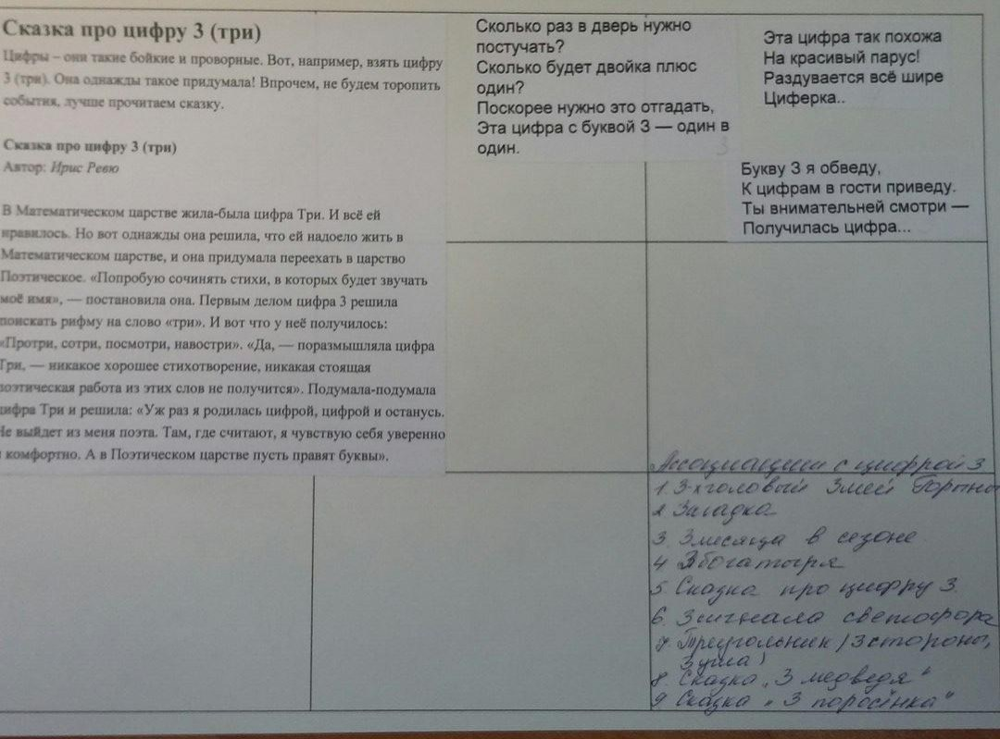 Сказка про цифру 3 (три)
Цифры – они такие бойкие и проворные. Вот, например, взять цифру
3 (три). Она однажды такое придумала! Впрочем, не будем торопить
события, лучше прочитаем сказку.
Сказка про цифру 3 (три)
Автор: Ирис Ревю
В Математическом царстве жила-была цифра Три. И всё ей
нравилось. Но вот однажды она решила, что ей надоело жить в
Математическом царстве, и она придумала переехать в царство
Поэтическое. «Попробую сочинять стихи, в которых будет звучать
моё имя», — постановила она. Первым делом цифра 3 решила
поискать рифму на слово «три». И вот что у неё получилось:
«Протри, сотри, посмотри, навостри». «Да, — поразмышляла цифра
Три, — никакое хорошее стихотворение, никакая стоящая
поэтическая работа из этих слов не получится». Подумала-подумала
цифра Три и решила: «Уж раз я родилась цифрой, цифрой и останусь.
Не выйдет из меня поэта. Там, где считают, я чувствую себя уверенно
и комфортно. А в Поэтическом царстве пусть правят буквы».
Сколько раз в дверь нужно
постучать?
Сколько будет двойка плюс
один?
Поскорее нужно это отгадать,
Эта цифра с буквой З — один в
один.
3
Эта цифра так похожа
На красивый парус!
Раздувается всё шире
Циферка..
Букву З я обведу,
К цифрам в гости приведу.
Ты внимательней смотри —
Получилась цифра...
Ассоциации с цифрой 3
1. 3-х головый Змей Горыны
2 Загадка
3. 3 месяца в сезоне
4 3 богатыря
5. Сказка про цифру 3.
6. 3 сигнала светофора
7 Треугольник (3 стороны,
3 угла)
8. Сказка „3 медведя"
9 Сказка „3 поросёнка"